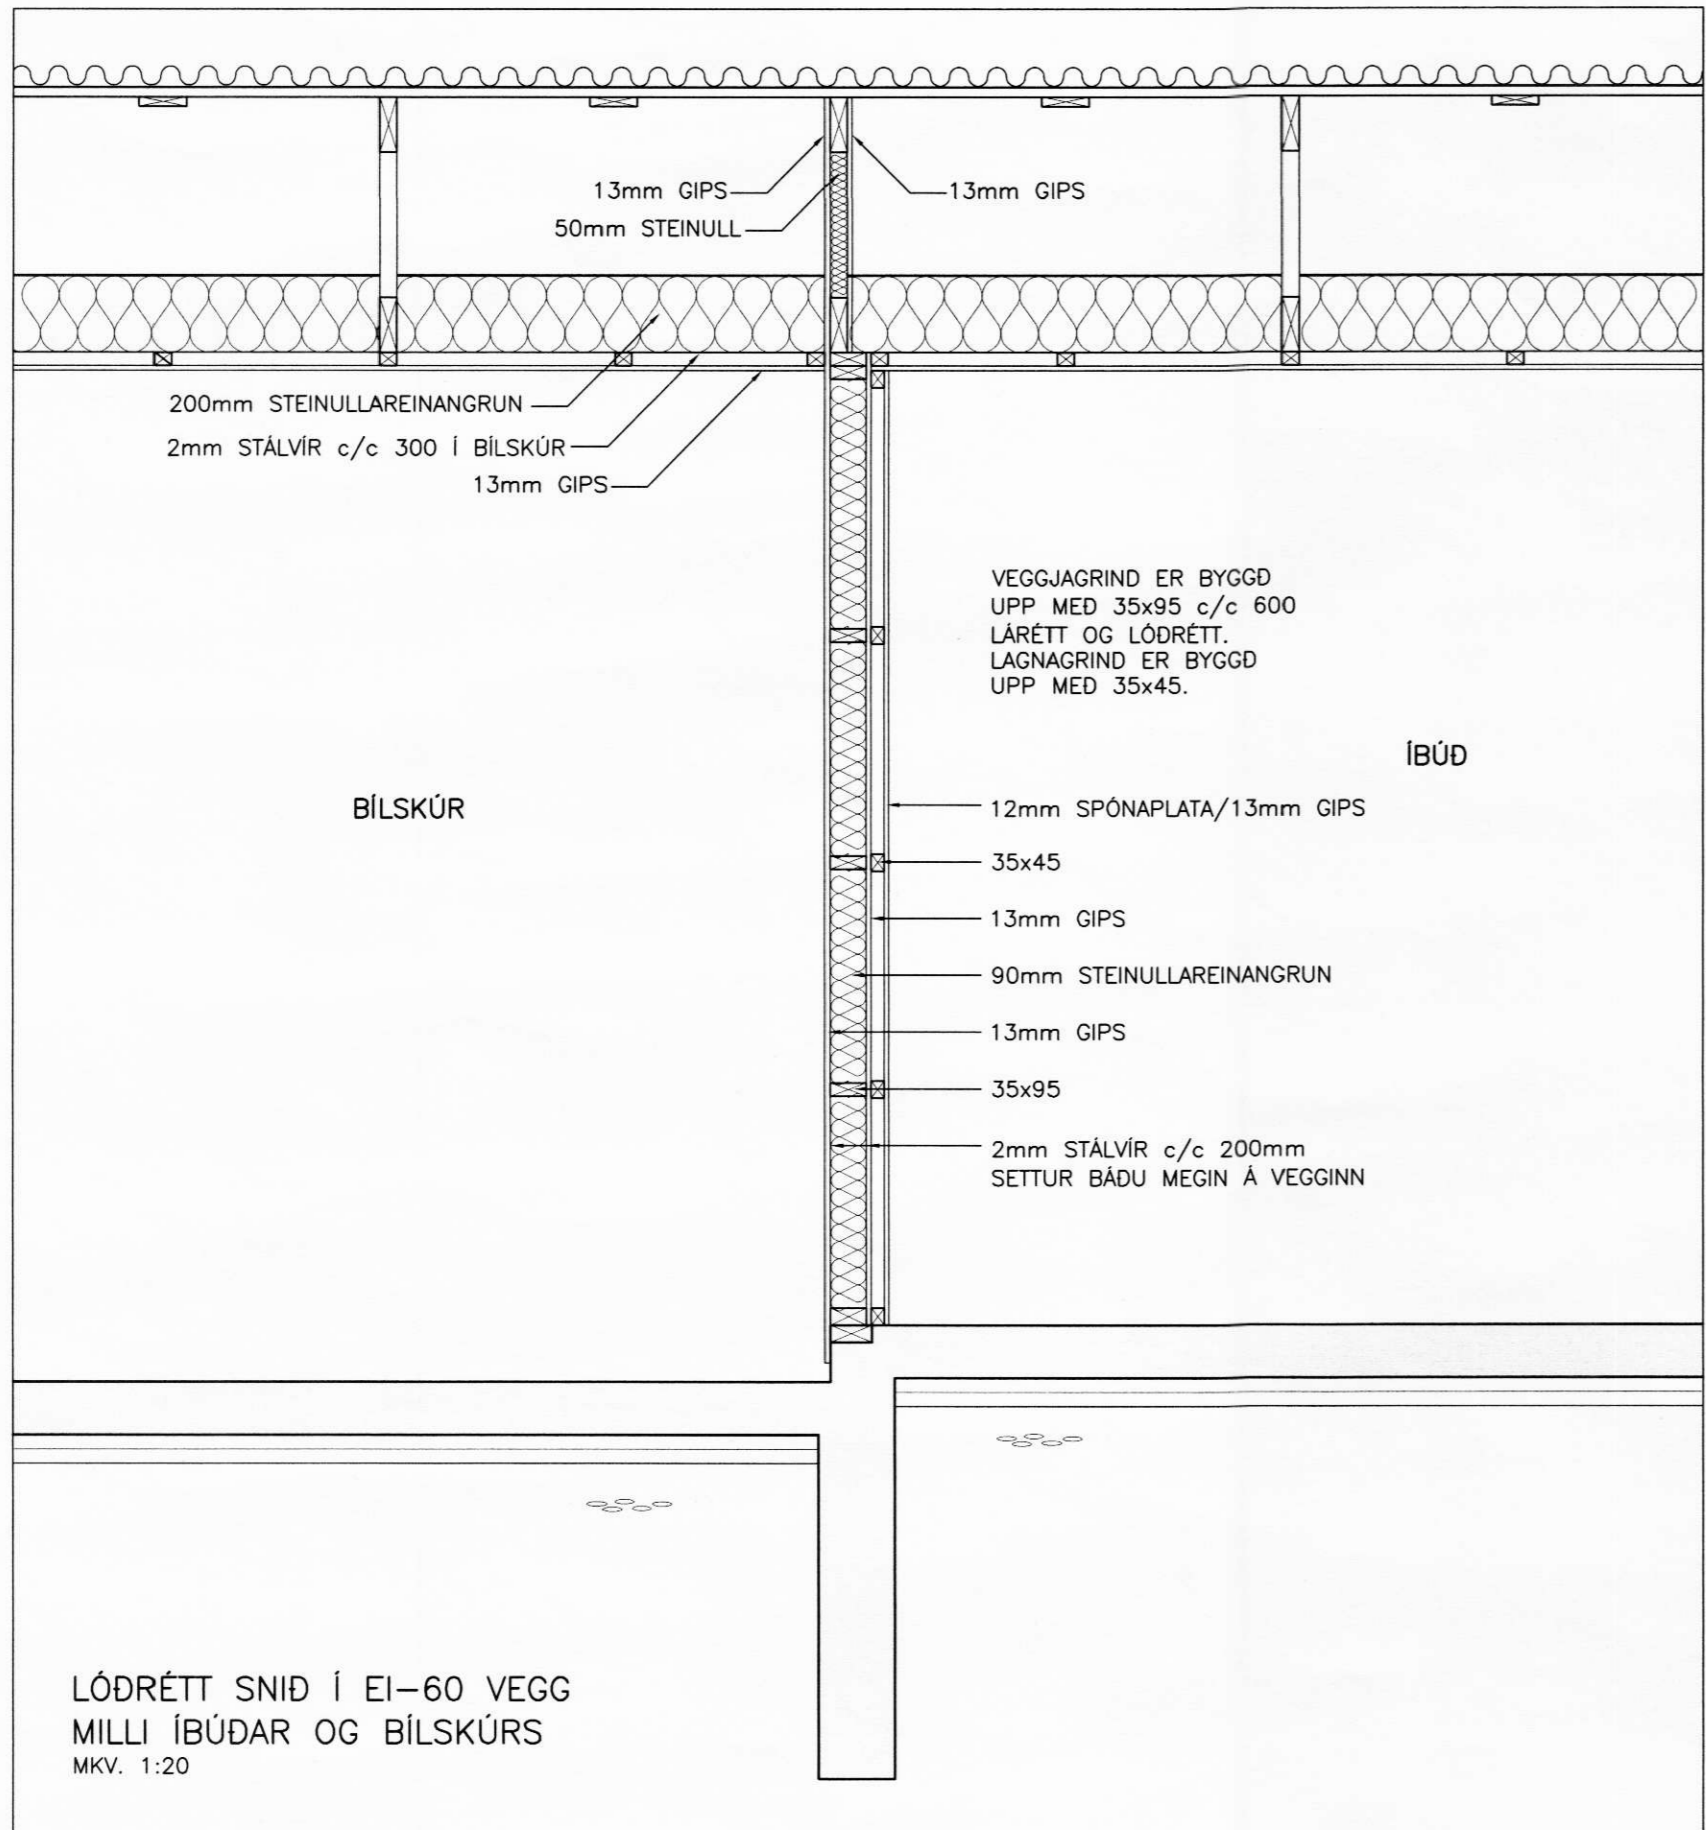 13mm GIPS
13mm GIPS
50mm STEINULL
200mm STEINULLAREINANGRUN
2mm STÁLVÍR c/c 300 Í BÍLSKÚR
13mm GIPS
VEGGJAGRIND ER BYGGÐ
UPP MEÐ 35x95 c/c 600
LÁRÉTT OG LÓÐRÉTT.
LAGNAGRIND ER BYGGÐ
UPP MEÐ 35x45.
ÍBÚÐ
BÍLSKÚR
12mm SPÓNAPLATA/13mm GIPS
35x45
13mm GIPS
90mm STEINULLAREINANGRUN
13mm GIPS
35x95
2mm STÁLVÍR c/c 200mm
SETTUR BÁÐU MEGIN Á VEGGINN
LÓÐRÉTT SNIÐ Í EI-60 VEGG
MILLI ÍBÚÐAR OG BÍLSKÚRS
MKV. 1:20